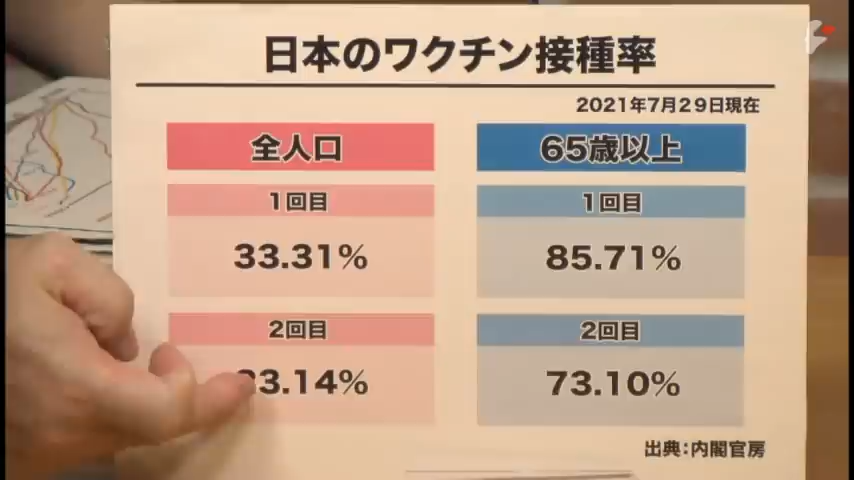 日本のワクチン接種率
2021年7月29日現在
全人口
65歳以上
1回目
1回目
33.31%
85.71%
2回目
2回目
3.14%
73.10%
出典:内閣官房